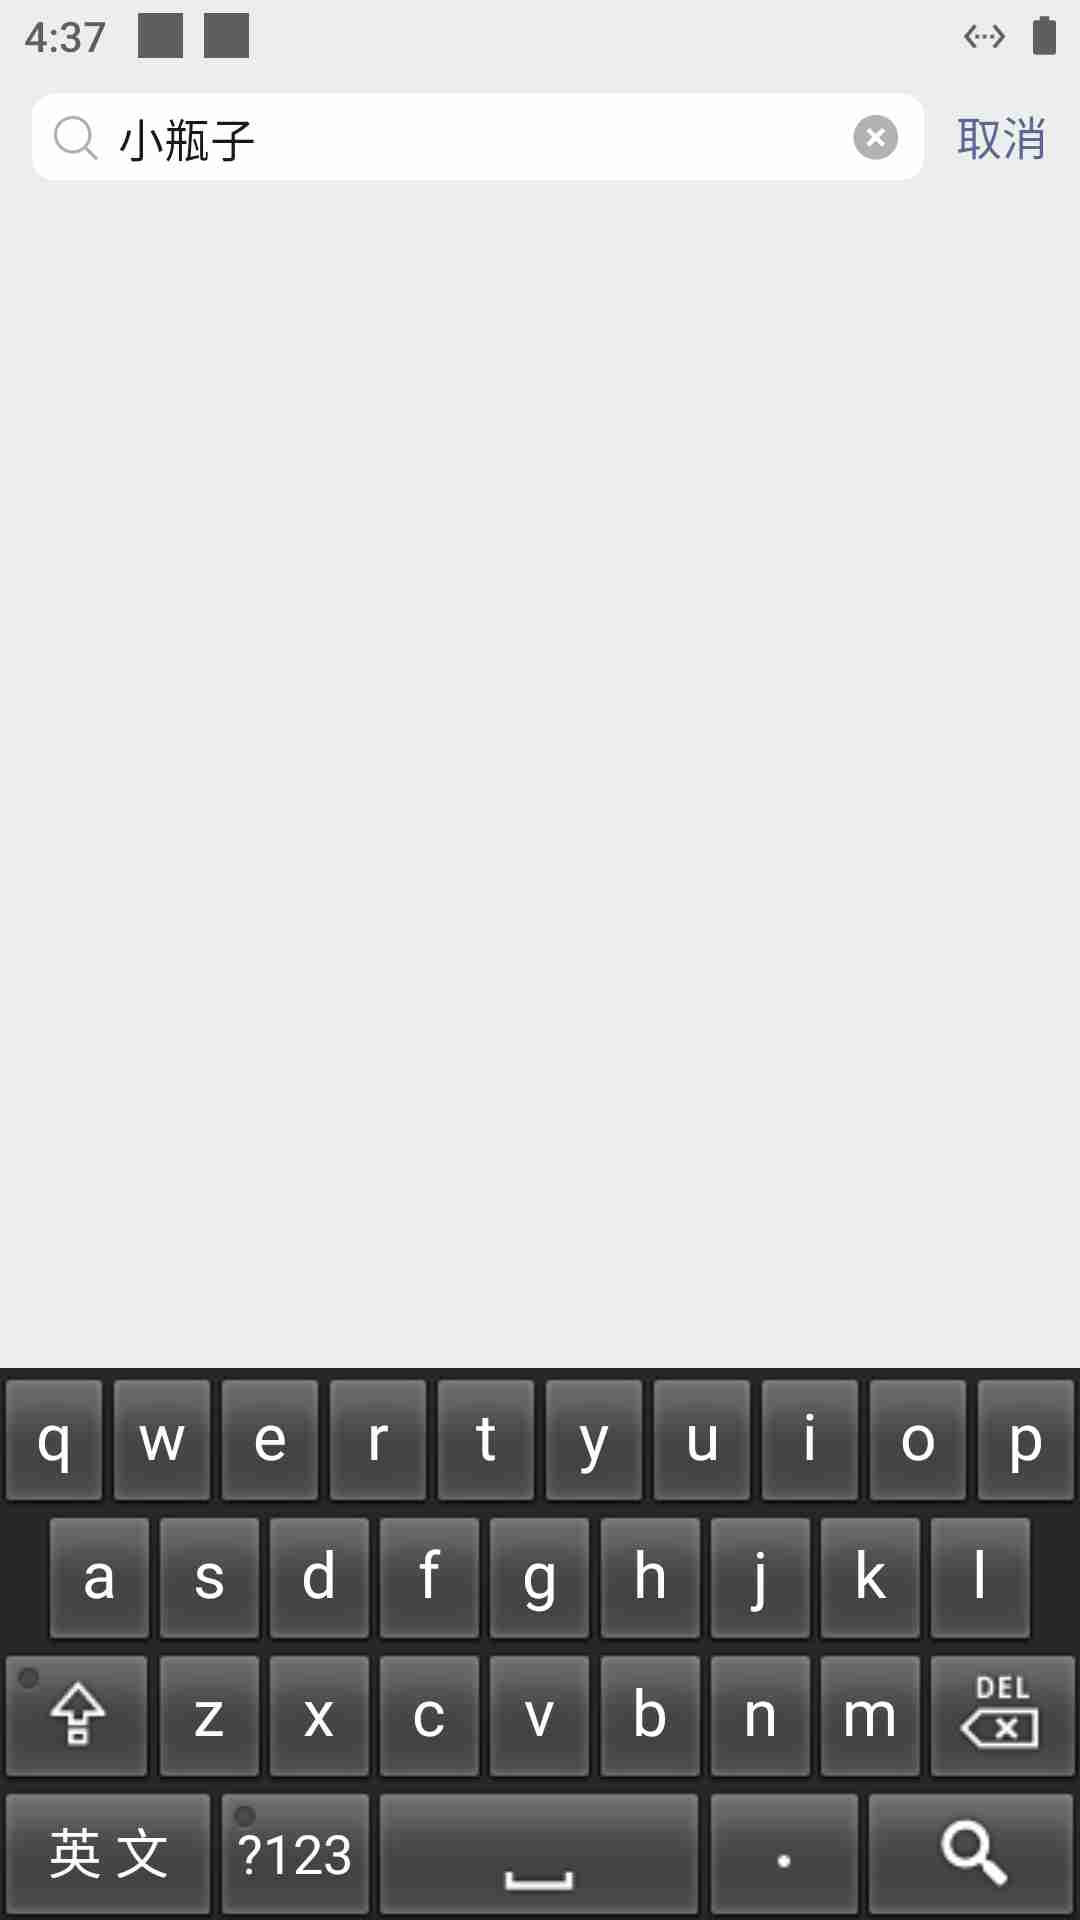 4:37
小瓶子
取消
q w e r t y u i o p
a s d f g h j k l
z x c v b n m DEL
英文 ?123 .